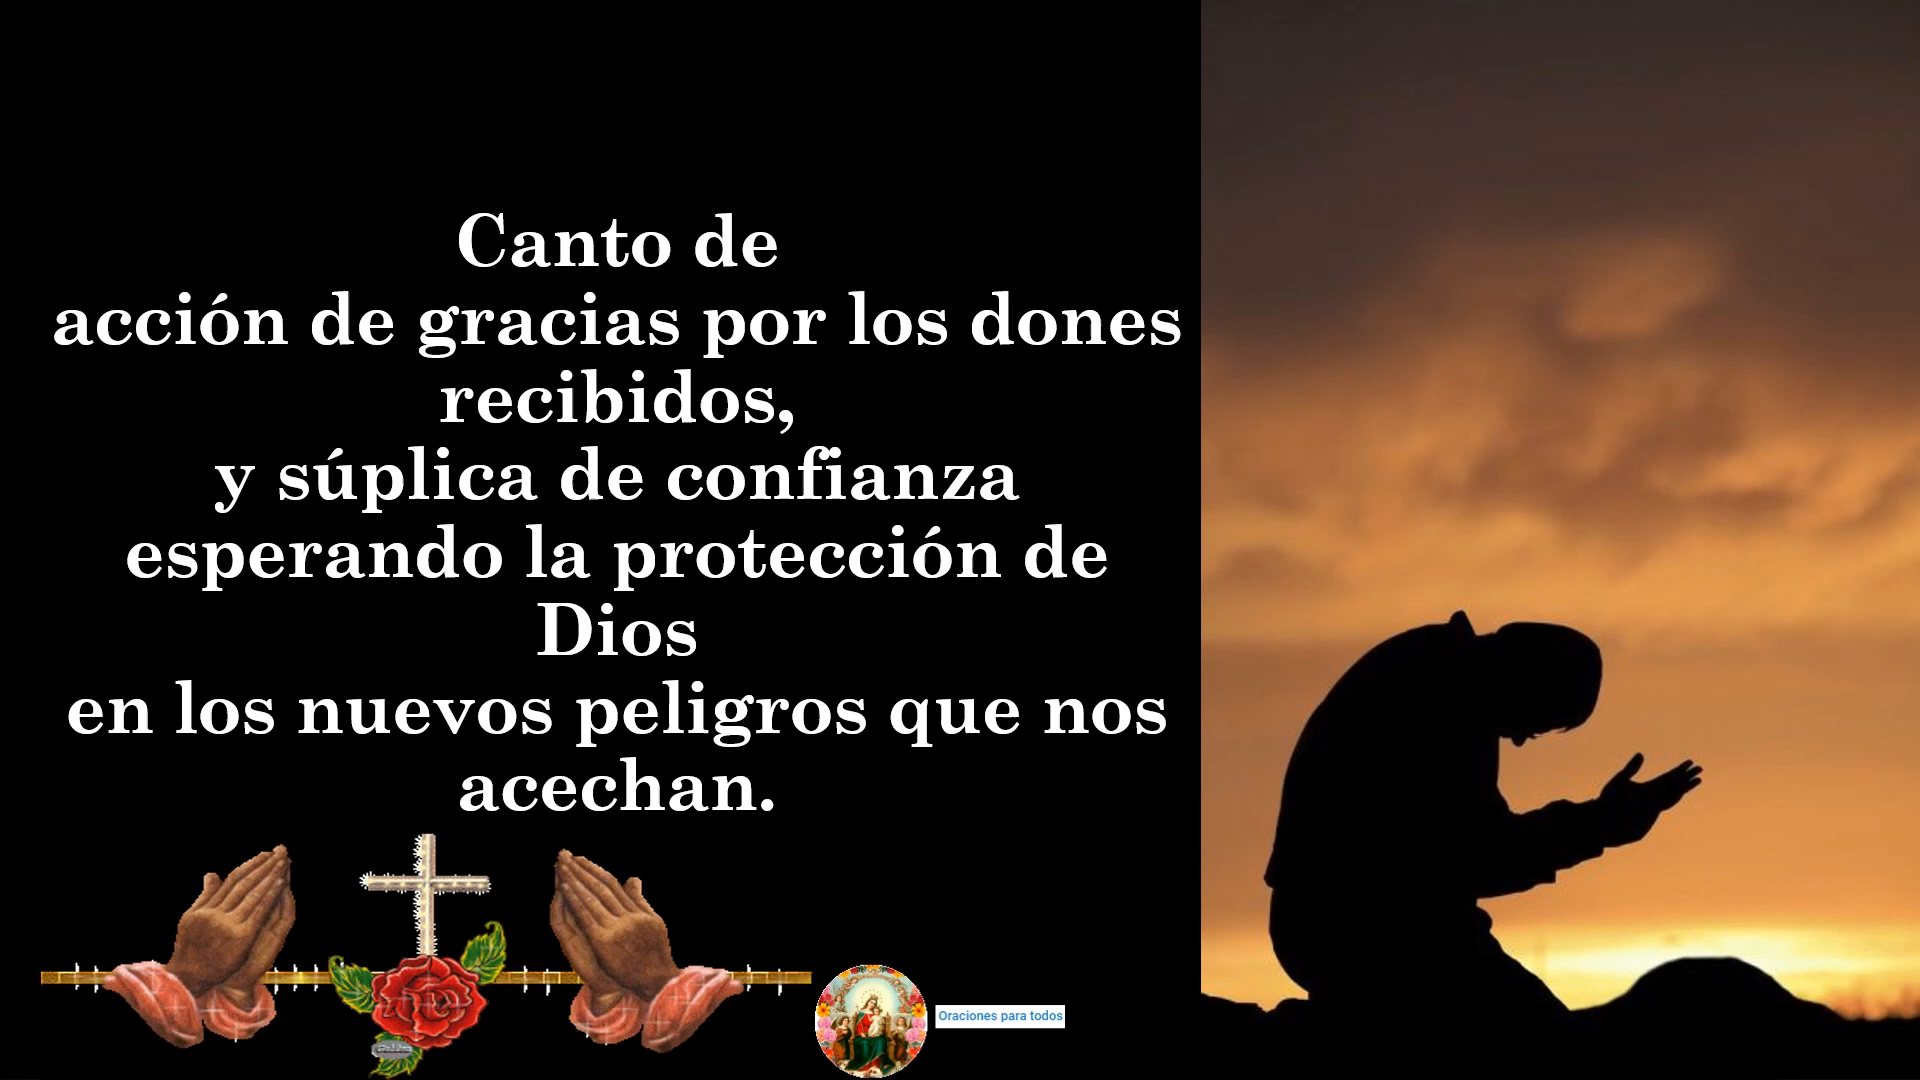 Canto de
acción de gracias por los dones
recibidos,
y súplica de confianza
esperando la protección de
Dios
en los nuevos peligros que nos
acechan.
Oraciones para todos